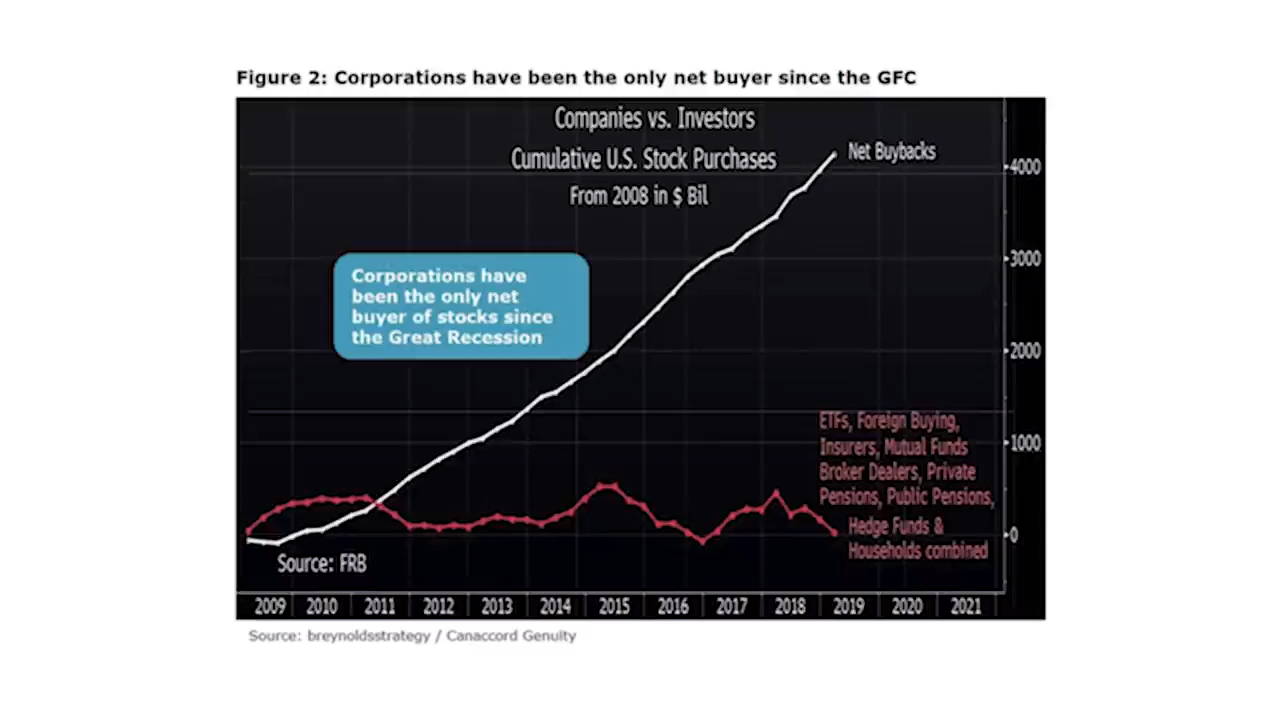 Figure 2: Corporations have been the only net buyer since the GFC
Companies vs. Investors
Cumulative U.S. Stock Purchases
From 2008 in $ Bil
Net Buybacks
4000
3000
2000
1000
0
Corporations have
been the only net
buyer of stocks since
the Great Recession
ETFs, Foreign Buying,
Insurers, Mutual Funds
Broker Dealers, Private
Pensions, Public Pensions,
Hedge Funds &
Households combined
Source: FRB
2009 2010 2011 2012 2013 2014 2015 2016 2017 2018 2019 2020 2021
Source: breynoldsstrategy / Canaccord Genuity